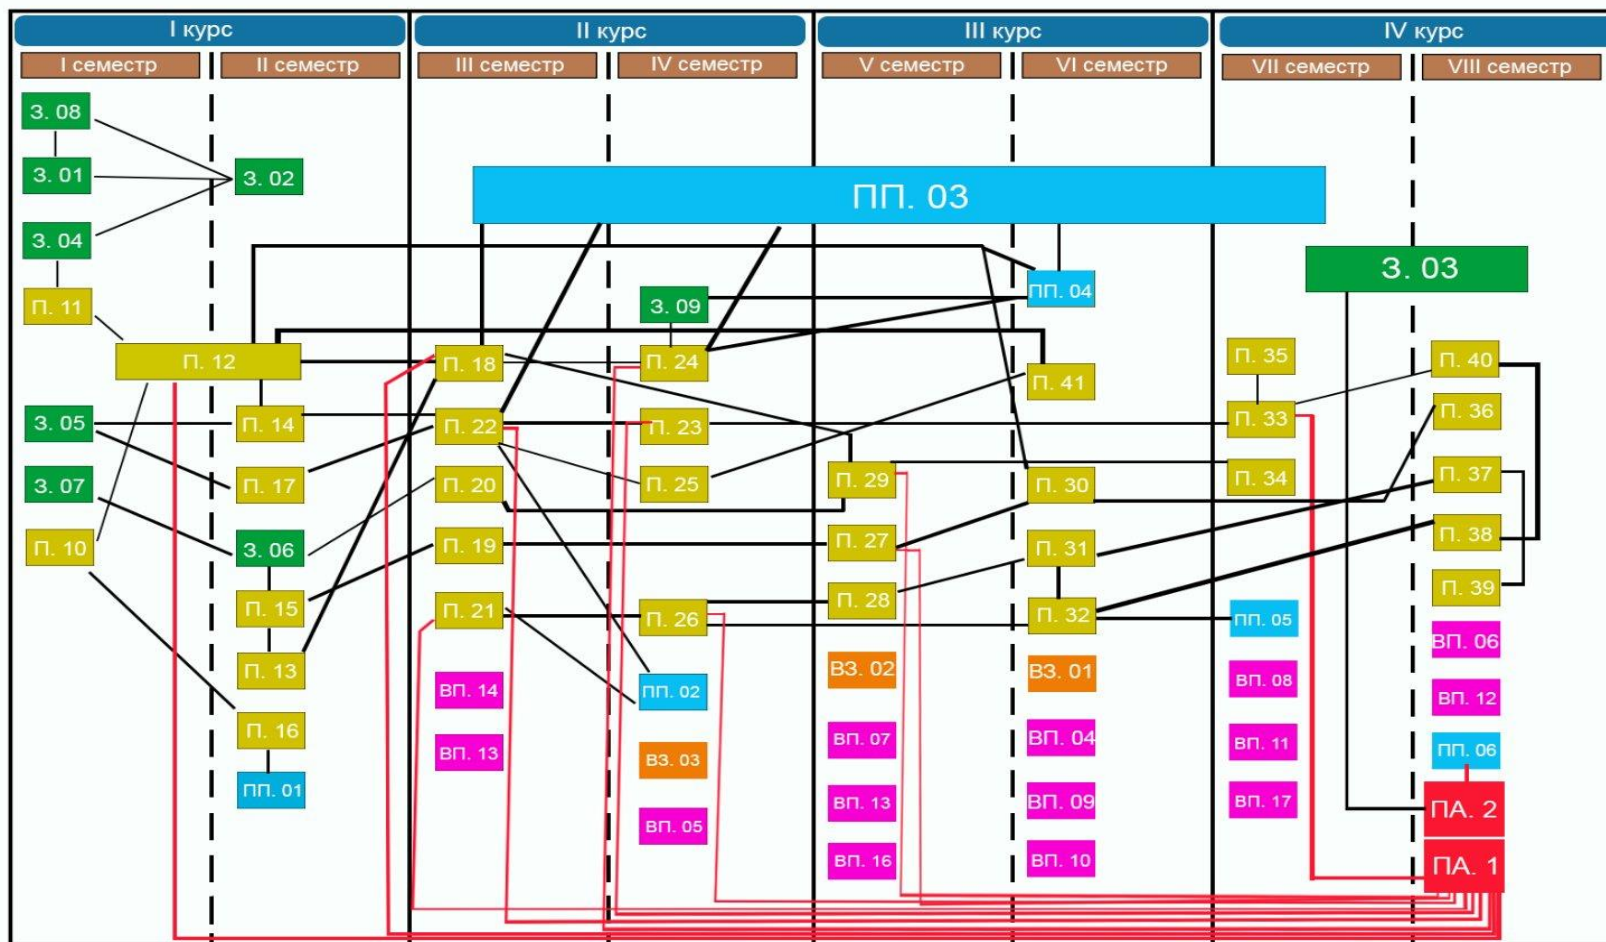 I курс
II курс
III курс
IV курс
I семестр
II семестр
III семестр
IV семестр
V семестр
VI семестр
VII семестр
VIII семестр
З. 08
З. 01
З. 04
П. 11
П. 12
З. 05
З. 07
П. 10
З. 02
П. 14
П. 17
З. 06
П. 15
П. 13
П. 16
ПП. 01
ПП. 03
П. 18
П. 22
П. 20
П. 19
П. 21
ВП. 14
ВП. 13
З. 09
П. 24
П. 23
П. 25
П. 26
ПП. 02
ВЗ. 03
ВП. 05
П. 29
П. 27
П. 28
ВЗ. 02
ВП. 07
ВП. 13
ВП. 16
ПП. 04
П. 41
П. 30
П. 31
П. 32
ВЗ. 01
ВП. 04
ВП. 09
ВП. 10
З. 03
П. 35
П. 33
П. 34
ПП. 05
ВП. 08
ВП. 11
ВП. 17
П. 40
П. 36
П. 37
П. 38
П. 39
ВП. 06
ВП. 12
ПП. 06
ПА. 2
ПА. 1